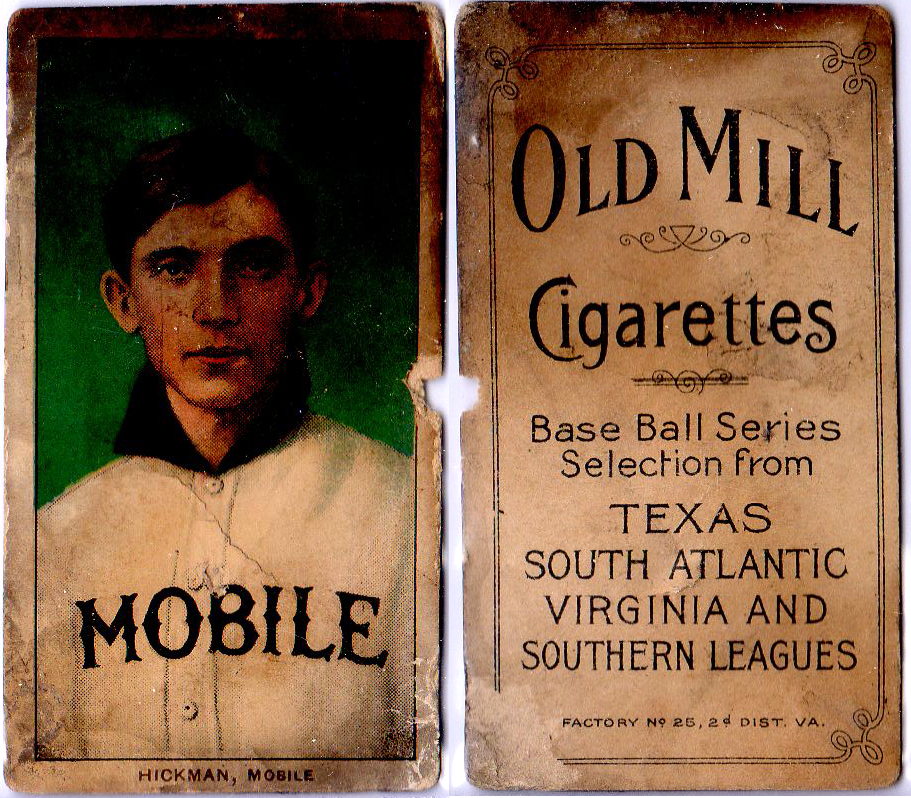 MOBILE
HICKMAN, MOBILE
OLD MILL
Cigarettes
Base Ball Series
Selection from
TEXAS
SOUTH ATLANTIC
VIRGINIA AND
SOUTHERN LEAGUES
FACTORY Nº 25, 2d DIST. VA.